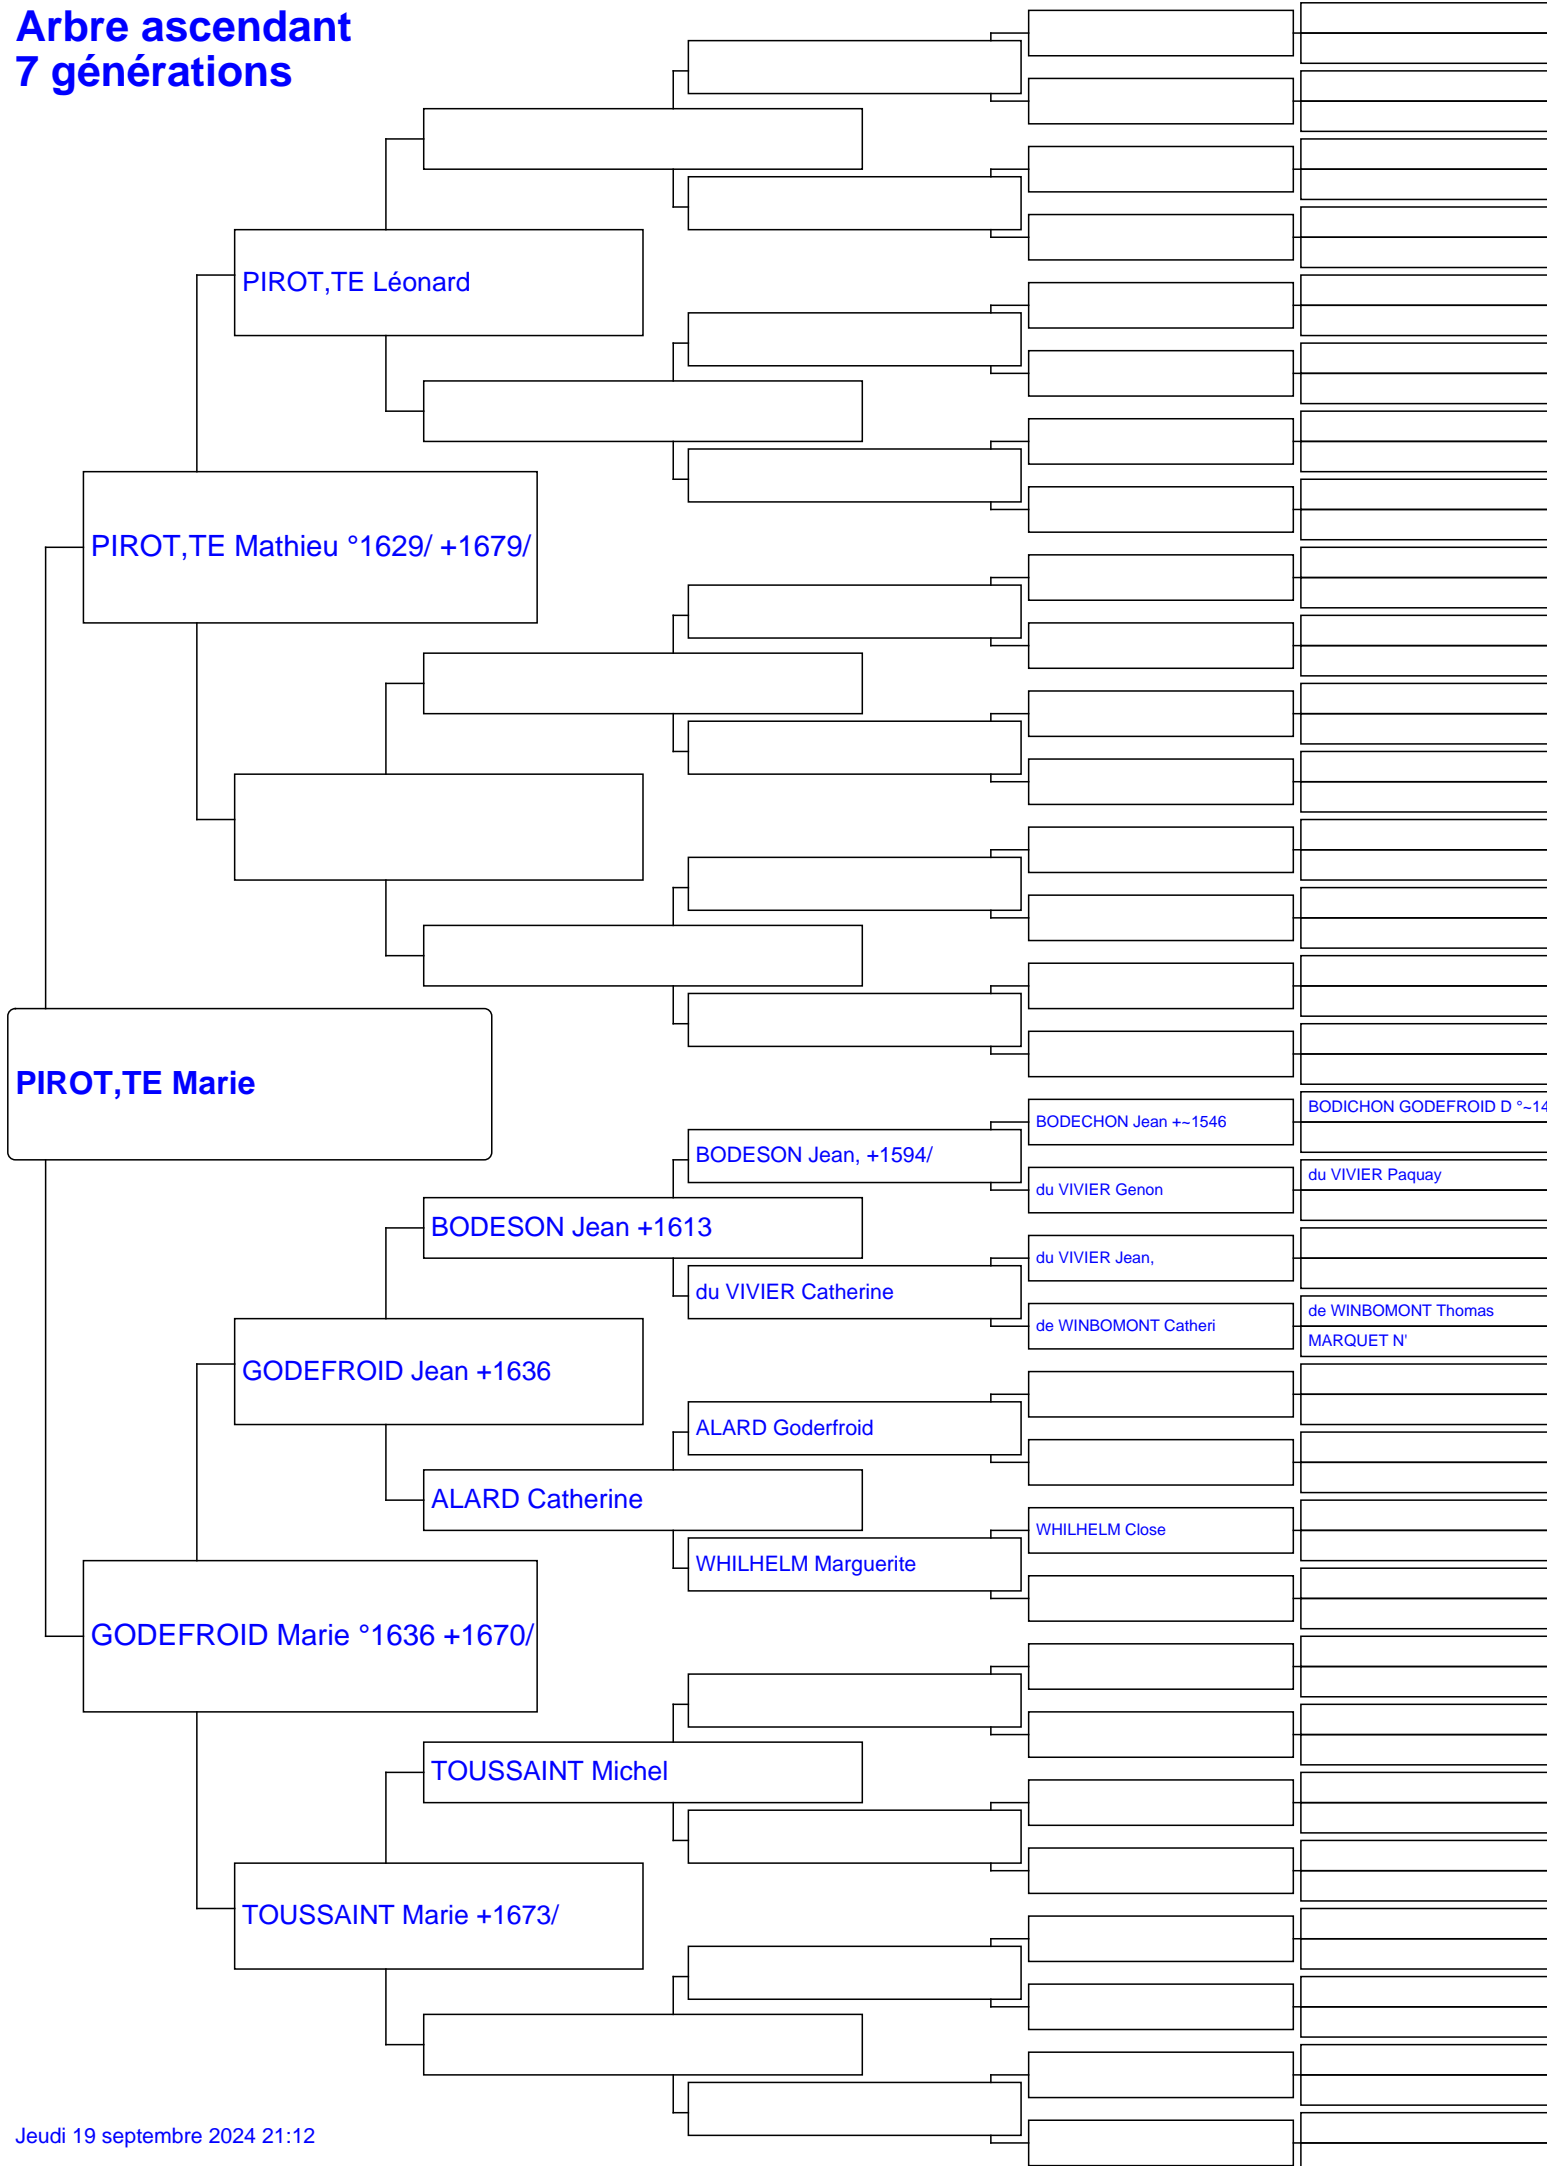 Arbre ascendant
7 générations
PIROT,TE Léonard
PIROT,TE Mathieu °1629/ +1679/
PIROT,TE Marie
BODICHON GODEFROID D °~14
BODECHON Jean +~1546
BODESON Jean, +1594/
du VIVIER Paquay
du VIVIER Genon
BODESON Jean +1613
du VIVIER Jean,
du VIVIER Catherine
de WINBOMONT Thomas
de WINBOMONT Catheri
MARQUET N'
GODEFROID Jean +1636
ALARD Goderfroid
ALARD Catherine
WHILHELM Close
WHILHELM Marguerite
GODEFROID Marie °1636 +1670/
TOUSSAINT Michel
TOUSSAINT Marie +1673/
Jeudi 19 septembre 2024 21:12